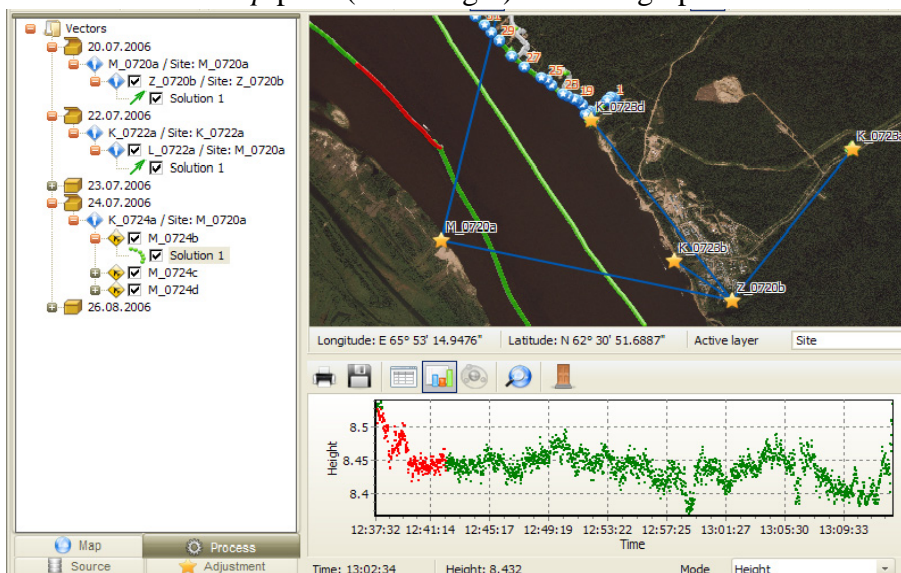 Vectors
20.07.2006
M_0720a / Site: M_0720a
Z_0720b / Site: Z_0720b
Solution 1
22.07.2006
K_0722a / Site: K_0722a
L_0722a / Site: M_0720a
Solution 1
23.07.2006
24.07.2006
K_0724a / Site: M_0720a
M_0724b
Solution 1
M_0724c
M_0724d
26.08.2006
Map
Process
Source
Adjustment
31
29
27
25
23
19
1
K_0723d
K_0723a
M_0720a
K_0723b
Z_0720b
Longitude: E 65° 53' 14.9476"
Latitude: N 62° 30' 51.6887"
Active layer
Site
Height
8.5
8.45
8.4
12:37:32 12:41:14 12:45:17 12:49:19 12:53:22 12:57:25 13:01:27 13:05:30 13:09:33
Time
Time: 13:02:34
Height: 8.432
Mode
Height